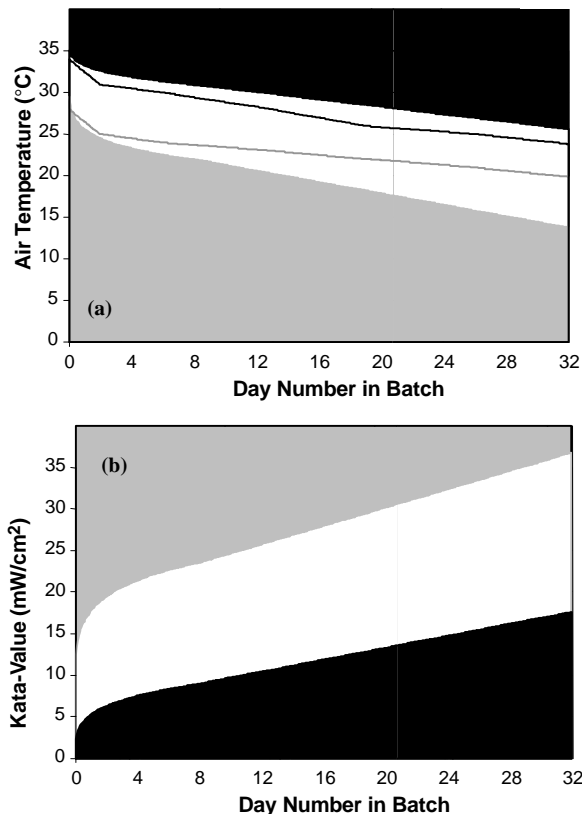 35
30
25
20
15
10
5
0
Air Temperature (°C)
(a)
0 4 8 12 16 20 24 28 32
Day Number in Batch
35
30
25
20
15
10
5
0
Kata-Value (mW/cm²)
(b)
0 4 8 12 16 20 24 28 32
Day Number in Batch